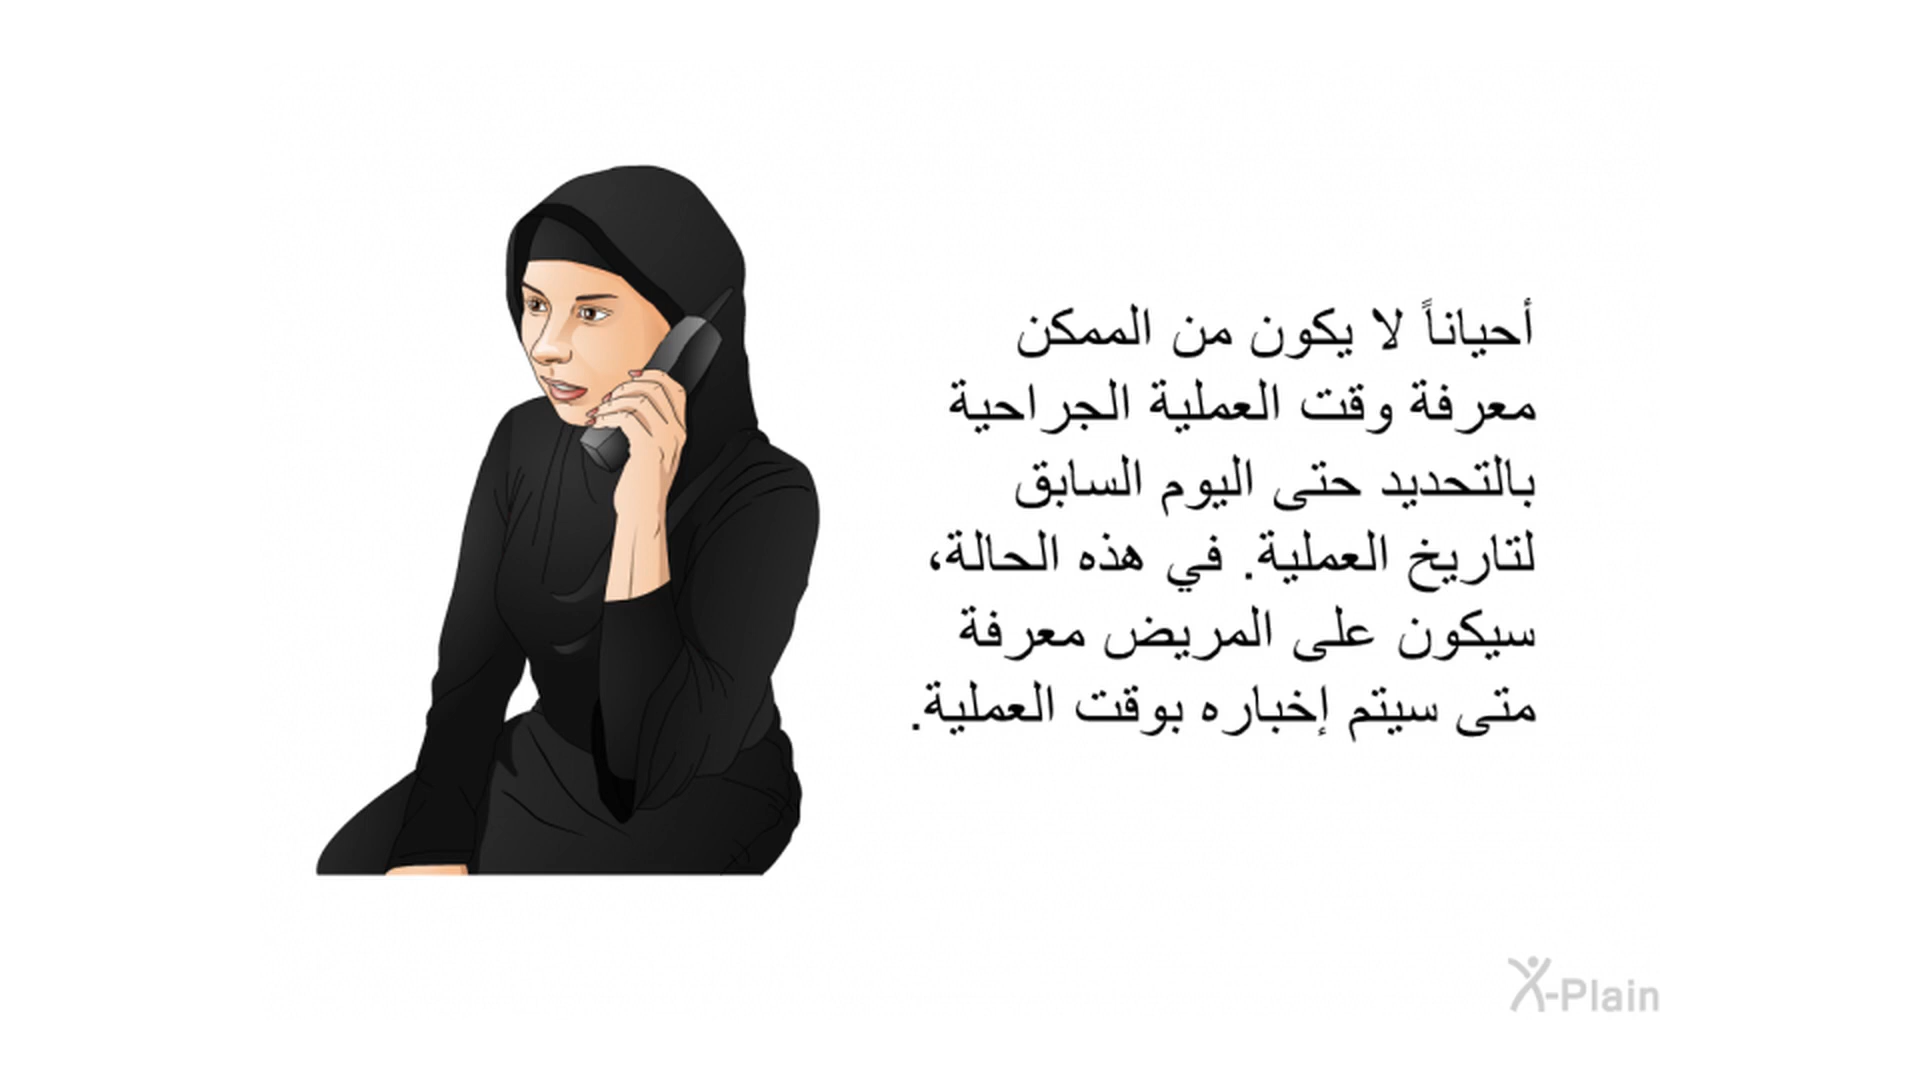 أحياناً لا يكون من الممكن
معرفة وقت العملية الجراحية
بالتحديد حتى اليوم السابق
لتاريخ العملية. في هذه الحالة،
سيكون على المريض معرفة
متى سيتم إخباره بوقت العملية.
X-Plain